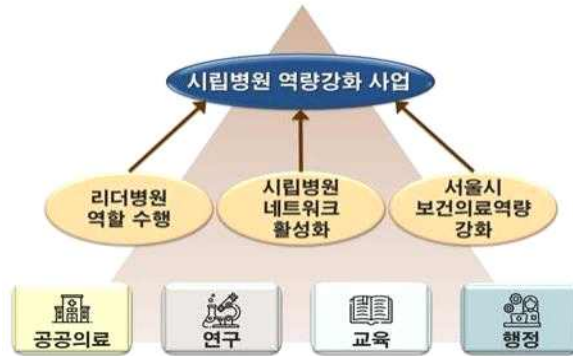 시립병원 역량강화 사업
리더병원
역할 수행
시립병원
네트워크
활성화
서울시
보건의료역량
강화
공공의료
연구
교육
행정